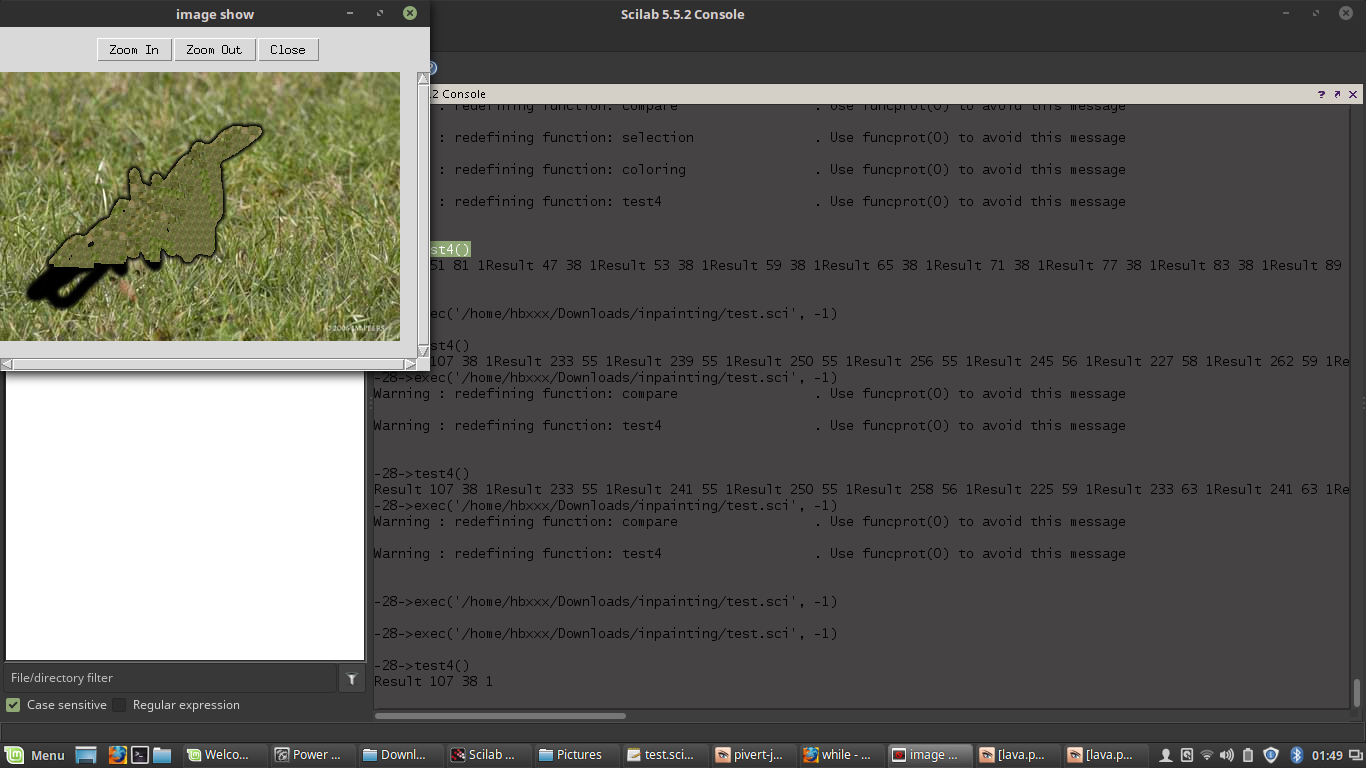 image show
Scilab 5.5.2 Console
Zoom In Zoom Out Close
.2 Console
: redefining function: compare . Use funcprot(0) to avoid this message
: redefining function: selection . Use funcprot(0) to avoid this message
: redefining function: coloring . Use funcprot(0) to avoid this message
: redefining function: test4 . Use funcprot(0) to avoid this message
st4()
51 81 1Result 47 38 1Result 53 38 1Result 59 38 1Result 65 38 1Result 71 38 1Result 77 38 1Result 83 38 1Result 89
ec('/home/hbxxx/Downloads/inpainting/test.sci', -1)
st4()
107 38 1Result 233 55 1Result 239 55 1Result 250 55 1Result 256 55 1Result 245 56 1Result 227 58 1Result 262 59 1Re
-28->exec('/home/hbxxx/Downloads/inpainting/test.sci', -1)
Warning : redefining function: compare . Use funcprot(0) to avoid this message
Warning : redefining function: test4 . Use funcprot(0) to avoid this message
-28->test4()
Result 107 38 1Result 233 55 1Result 241 55 1Result 250 55 1Result 258 56 1Result 225 59 1Result 233 63 1Result 241 63 1Re
-28->exec('/home/hbxxx/Downloads/inpainting/test.sci', -1)
Warning : redefining function: compare . Use funcprot(0) to avoid this message
Warning : redefining function: test4 . Use funcprot(0) to avoid this message
-28->exec('/home/hbxxx/Downloads/inpainting/test.sci', -1)
-28->exec('/home/hbxxx/Downloads/inpainting/test.sci', -1)
-28->test4()
Result 107 38 1
File/directory filter
Case sensitive Regular expression
Menu Welco... Power ... Downl... Scilab ... Pictures test.sci... pivert-j... while - ... image ... [lava.p... [lava.p... 01:49